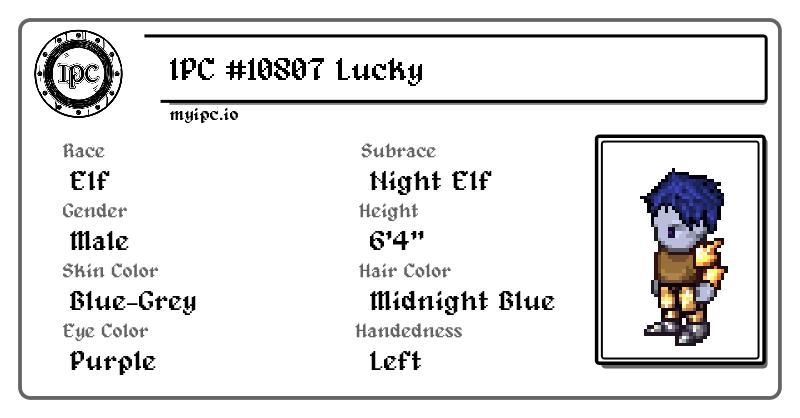 IPC
IPC #10807 Lucky
myipc.io
Race
Elf
Subrace
Night Elf
Gender
Male
Height
6'4"
Skin Color
Blue-Grey
Hair Color
Midnight Blue
Eye Color
Purple
Handedness
Left